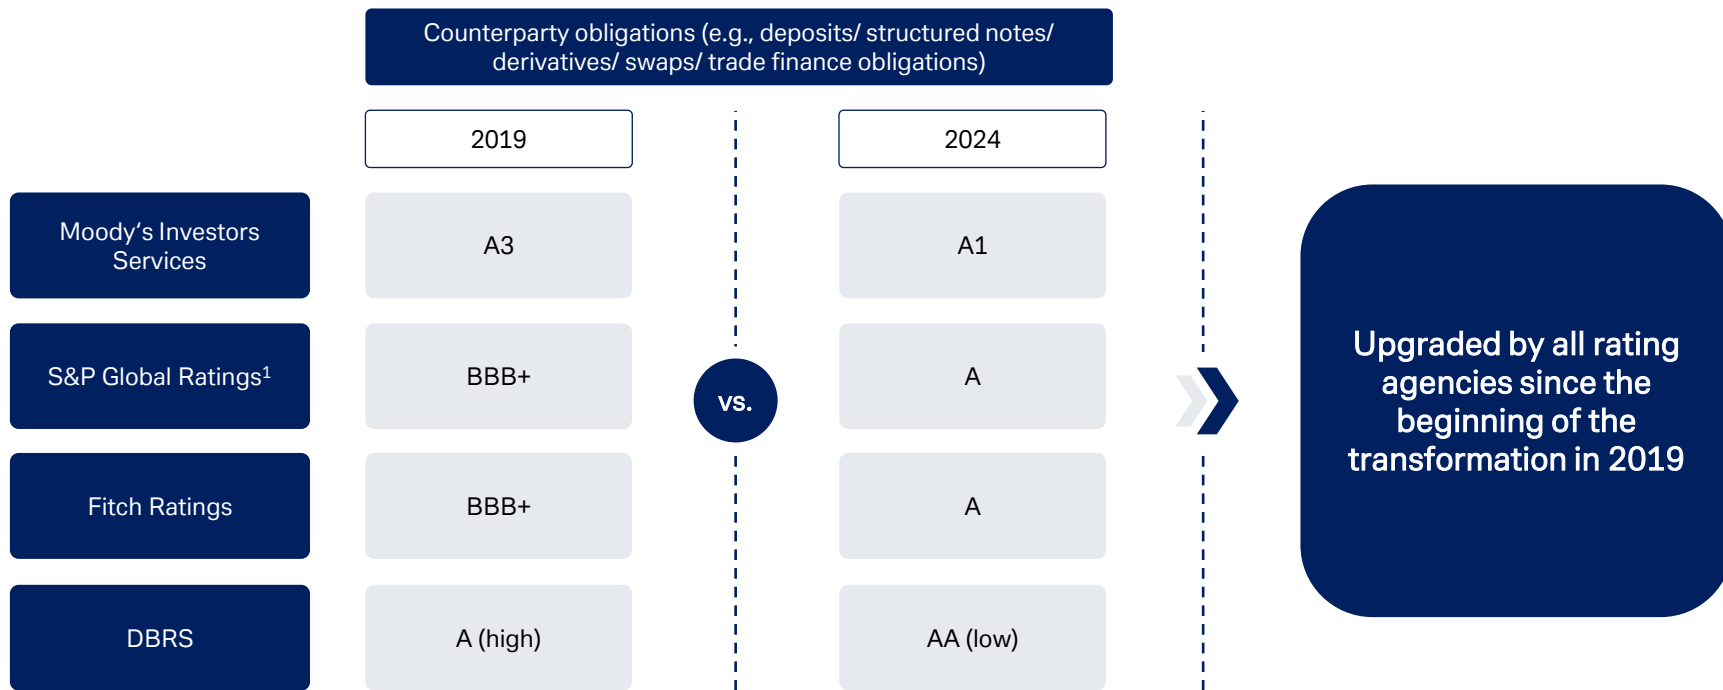 Counterparty obligations (e.g., deposits/ structured notes/
derivatives/ swaps/ trade finance obligations)
2019
2024
Moody‘s Investors
Services
A3
A1
S&P Global Ratings¹
BBB+
vs.
A
Fitch Ratings
BBB+
A
DBRS
A (high)
AA (low)
Upgraded by all rating
agencies since the
beginning of the
transformation in 2019